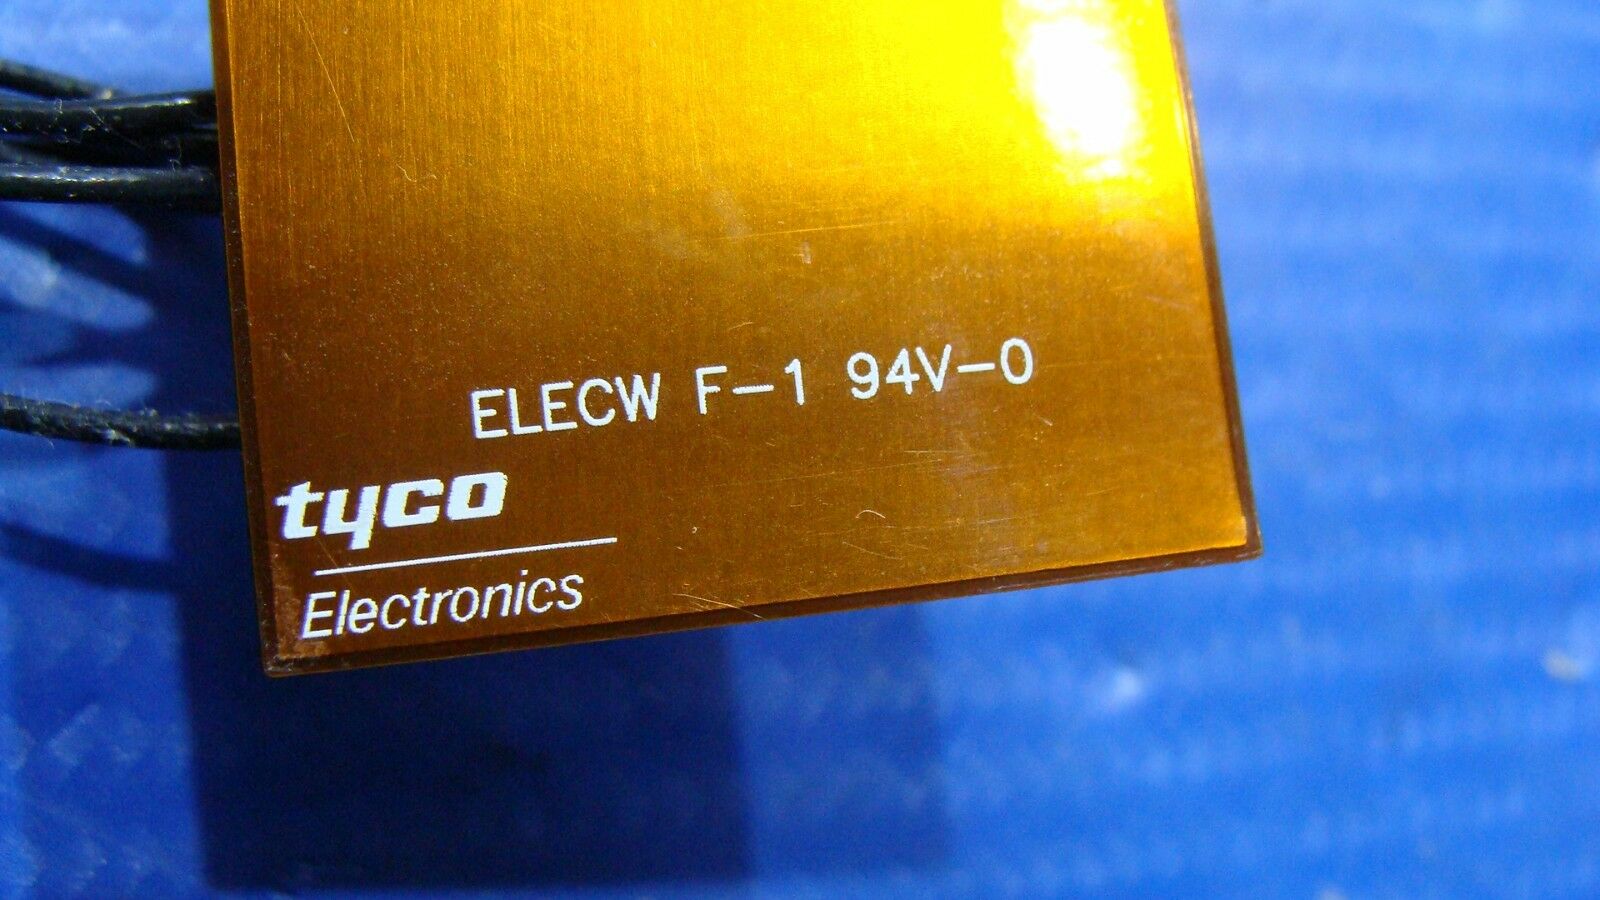 ELECW F-1 94V-0
tyco
Electronics